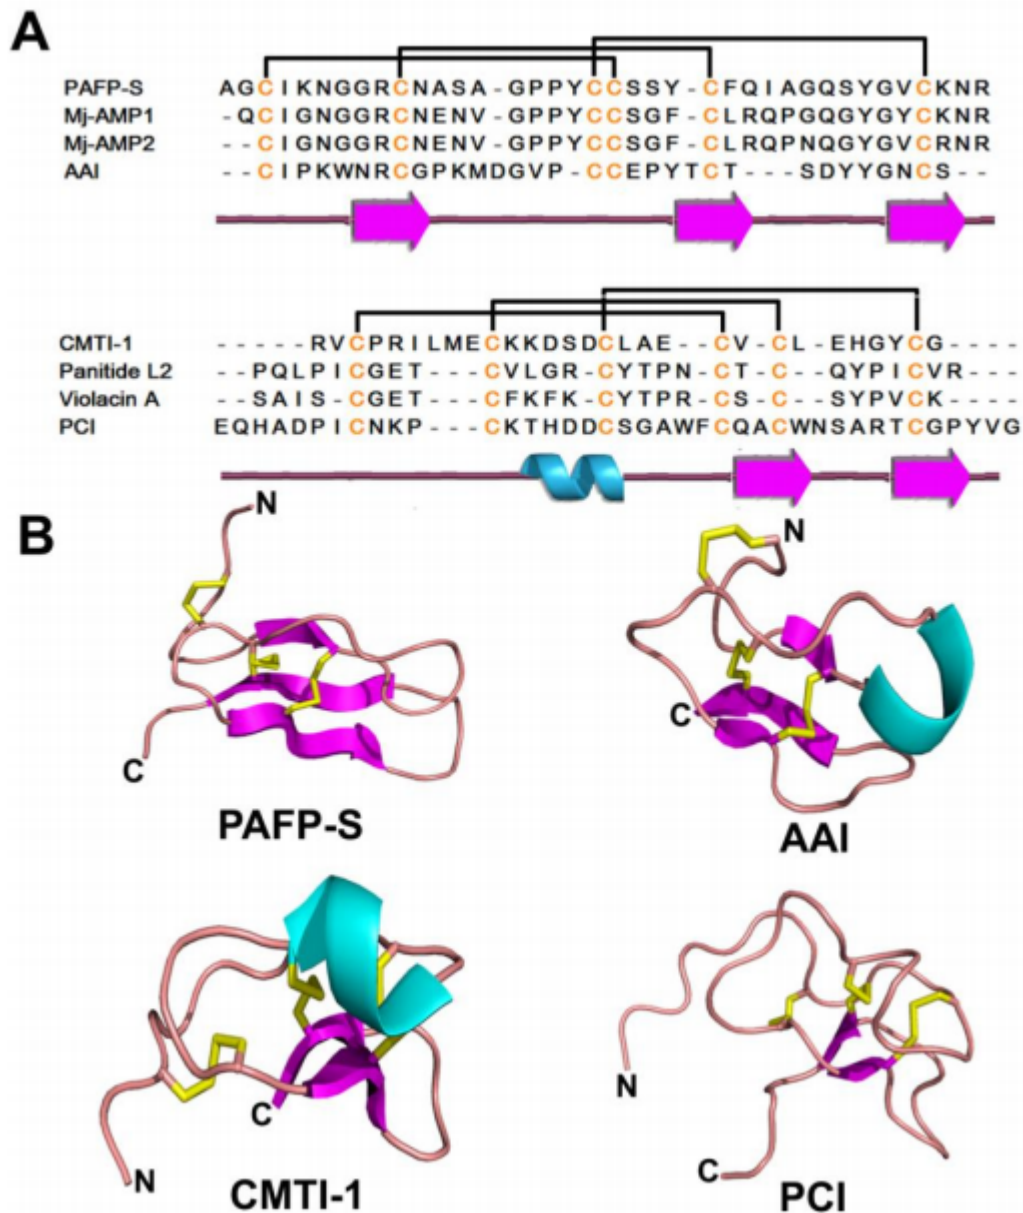 A
PAFP-S AGCIKNGGRCNASA-GPPYCCSSY-CFQIAGQSYGVCKNR
Mj-AMP1 -QCIGNGGRCNENV-GPPYCCSGF-CLRQPGQGYGYCKNR
Mj-AMP2 --CIGNGGRCNENV-GPPYCCSGF-CLRQPNQGYGVCRNR
AAI --CIPKWNRCGPKMDGVP-CCEPYTCT---SDYYGNCS--
CMTI-1 -----RVCPRILMECKKDSDCLAE--CV-CL-EHGYCG----
Panitide L2 --PQLPICGET---CVLGR-CYTPN-CT-C--QYPICVR---
Violacin A --SAIS-CGET---CFKFK-CYTPR-CS-C--SYPVCK----
PCI EQHADPICNKP---CKTHDDCSGAWFCQACWNSARTCGPYVG
B
N
N
C
C
PAFP-S
AAI
N
C
N
C
CMTI-1
PCI